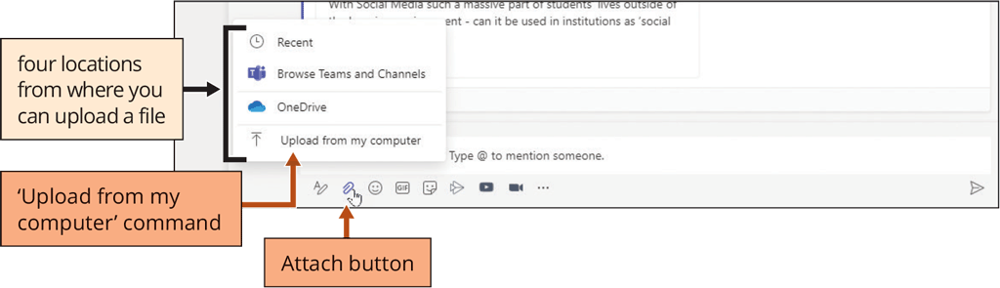 With Social Media such a massive part of students' lives outside of
ent - can it be used in institutions as 'social
Recent
Browse Teams and Channels
OneDrive
Upload from my computer
Type @ to mention someone.
GIF
four locations
from where you
can upload a file
'Upload from my
computer' command
Attach button